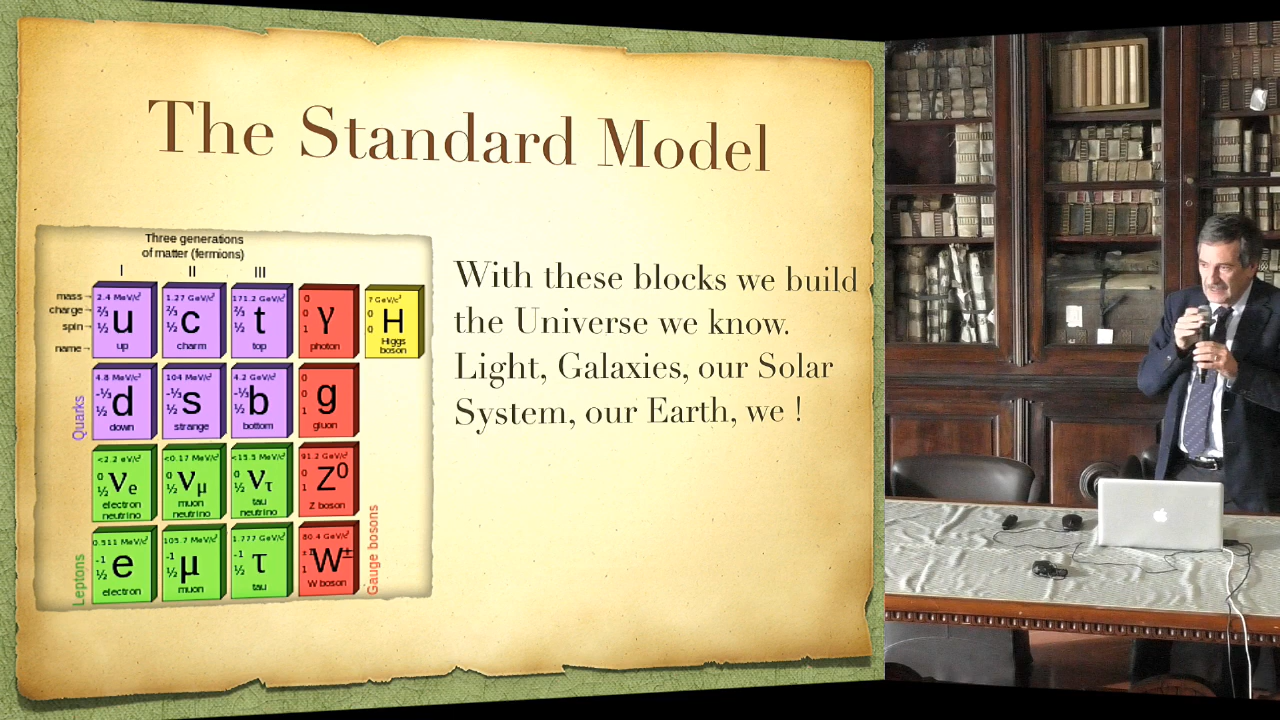 The Standard Model
Three generations
of matter (fermions)
I II III
mass→ 2.4 MeV/c² 1.27 GeV/c² 171.2 GeV/c² 0 GeV/c²
charge→ ⅔ ⅔ ⅔ 0 0
spin→ ½ ½ ½ 1 0
u c t γ H
name→ up charm top photon Higgs
boson
Quarks
4.8 MeV/c² 104 MeV/c² 4.2 GeV/c² 0
-⅓ -⅓ -⅓ 0
½ ½ ½ 1
d s b g
down strange bottom gluon
<2.2 eV/c² <0.17 MeV/c² <15.5 MeV/c² 91.2 GeV/c²
0 0 0 0
½ ½ ½ 1
νe νμ ντ Z⁰
electron muon tau Z boson
neutrino neutrino neutrino
Leptons
0.511 MeV/c² 105.7 MeV/c² 1.777 GeV/c² 80.4 GeV/c²
-1 -1 -1 ±1
½ ½ ½ 1
e μ τ W±
electron muon tau W boson
Gauge bosons
With these blocks we build
the Universe we know.
Light, Galaxies, our Solar
System, our Earth, we !